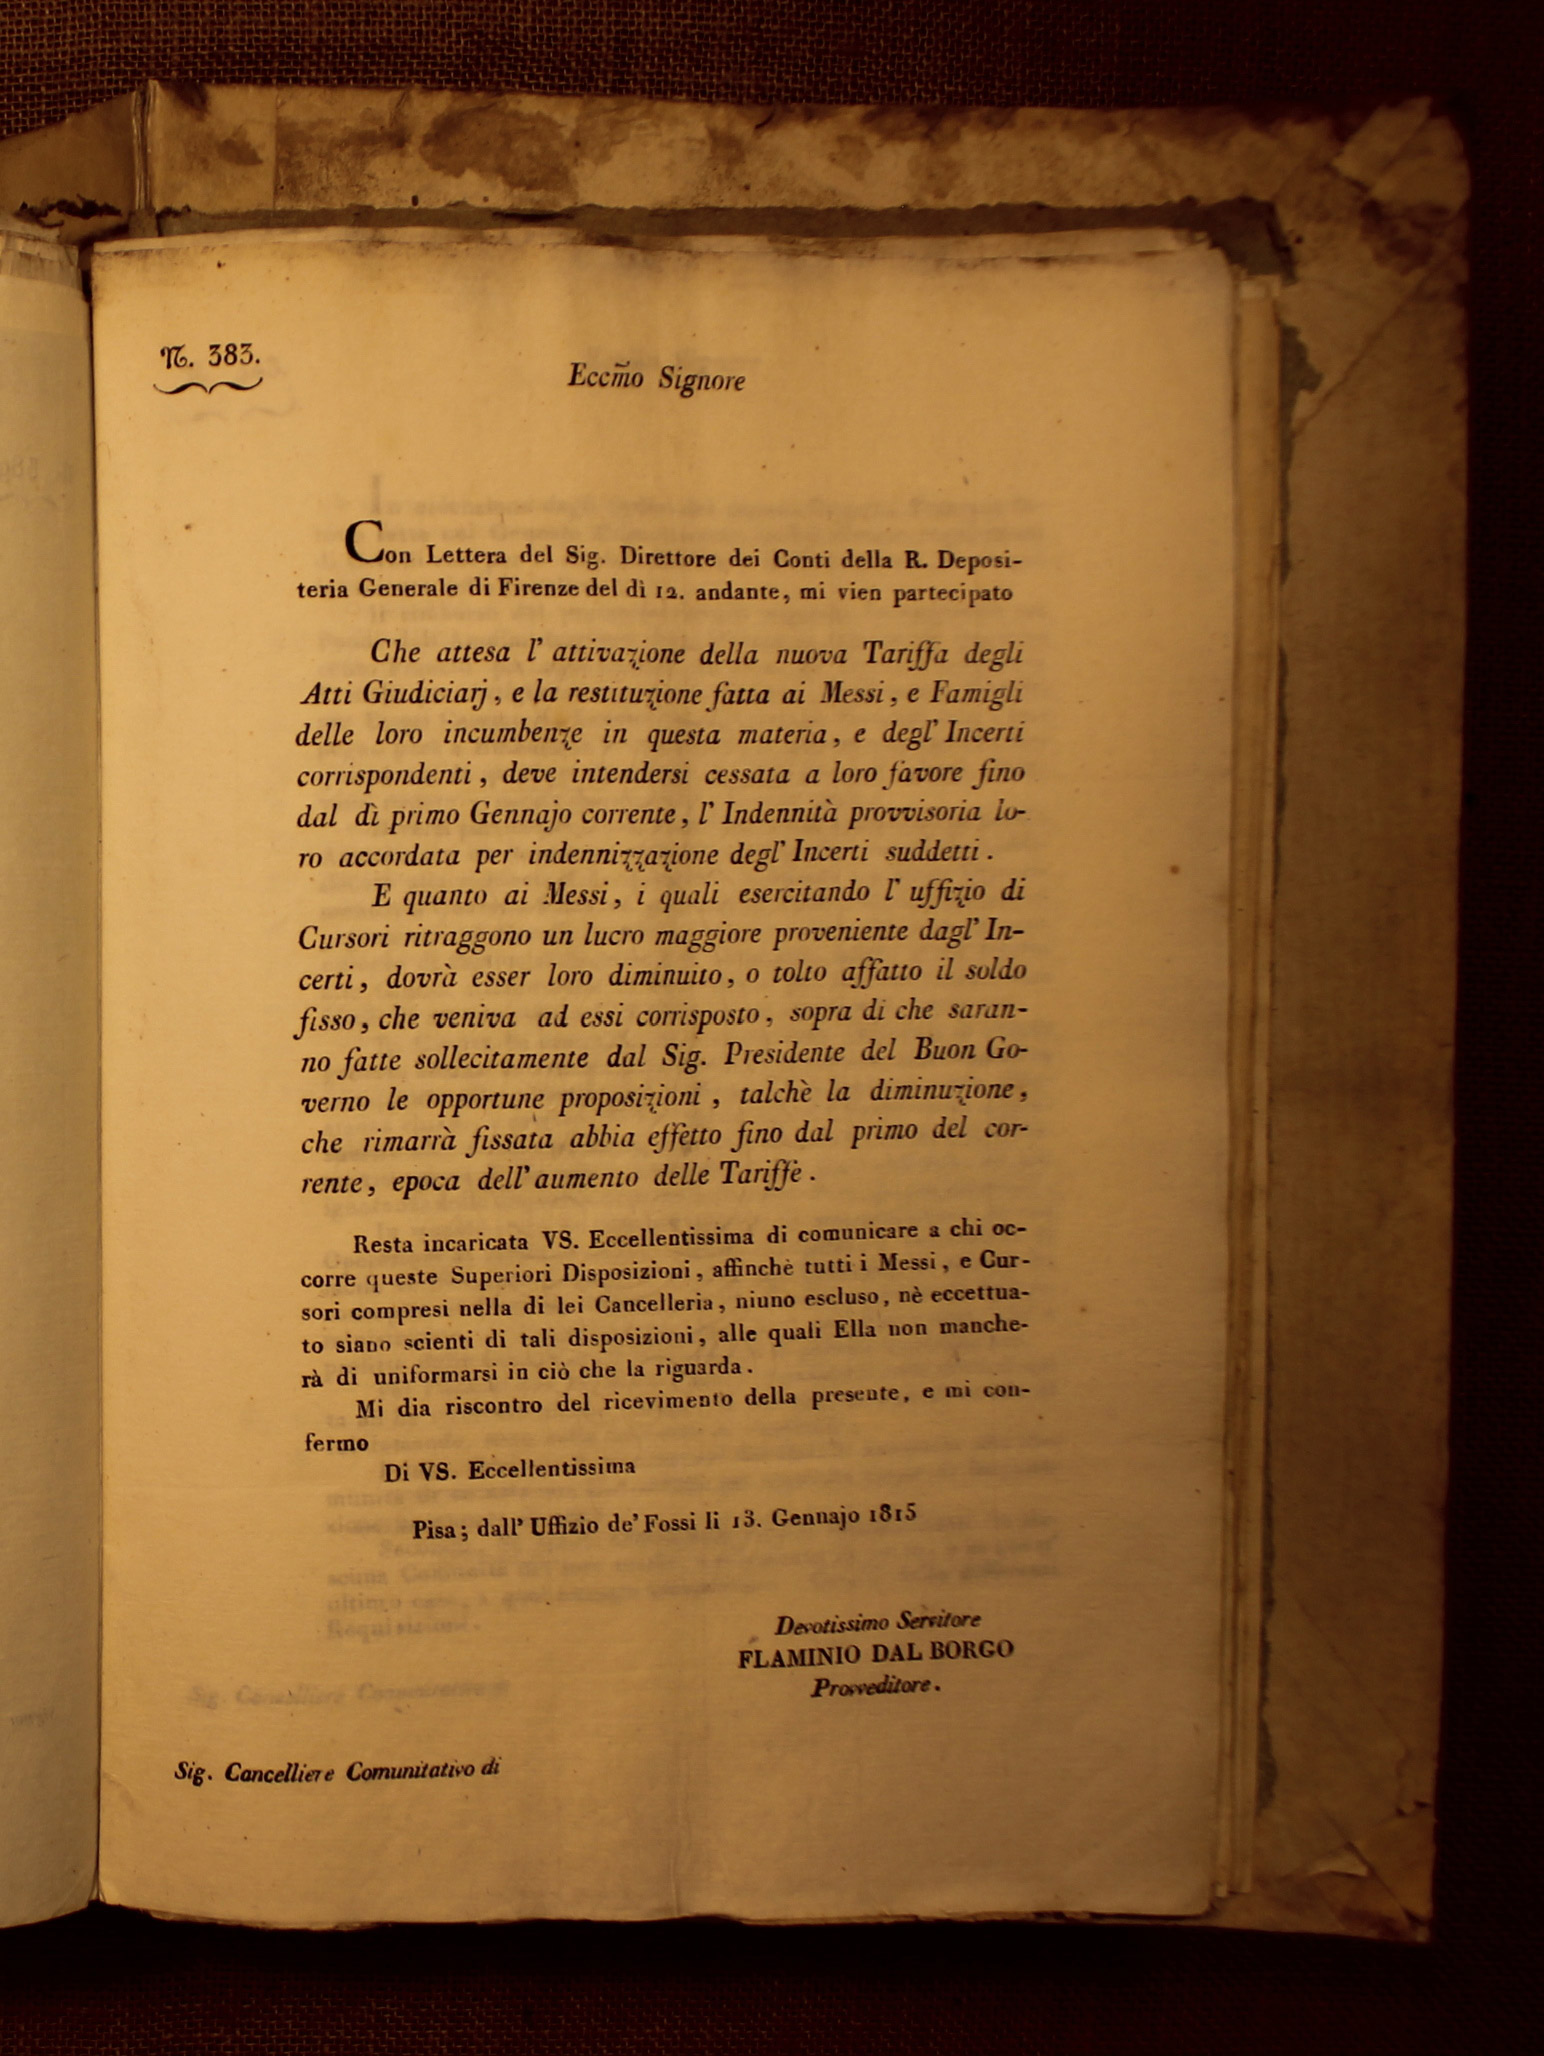 N. 383.
Eccm̃o Signore
Con Lettera del Sig. Direttore dei Conti della R. Deposi-
teria Generale di Firenze del dì 12. andante, mi vien partecipato
Che attesa l' attivazione della nuova Tariffa degli
Atti Giudiciarj, e la restituzione fatta ai Messi, e Famigli
delle loro incumbenze in questa materia, e degl' Incerti
corrispondenti, deve intendersi cessata a loro favore fino
dal dì primo Gennajo corrente, l' Indennità provvisoria lo-
ro accordata per indennizzazione degl' Incerti suddetti.
E quanto ai Messi, i quali esercitando l' uffizio di
Cursori ritraggono un lucro maggiore proveniente dagl' In-
certi, dovrà esser loro diminuito, o tolto affatto il soldo
fisso, che veniva ad essi corrisposto, sopra di che saran-
no fatte sollecitamente dal Sig. Presidente del Buon Go-
verno le opportune proposizioni, talchè la diminuzione,
che rimarrà fissata abbia effetto fino dal primo del cor-
rente, epoca dell' aumento delle Tariffe.
Resta incaricata VS. Eccellentissima di comunicare a chi oc-
corre queste Superiori Disposizioni, affinchè tutti i Messi, e Cur-
sori compresi nella di lei Cancelleria, niuno escluso, nè eccettua-
to siano scienti di tali disposizioni, alle quali Ella non manche-
rà di uniformarsi in ciò che la riguarda.
Mi dia riscontro del ricevimento della presente, e mi con-
fermo
Di VS. Eccellentissima
Pisa; dall' Uffizio de' Fossi li 13. Gennajo 1815
Devotissimo Servitore
FLAMINIO DAL BORGO
Provveditore.
Sig. Cancelliere Comunitativo di